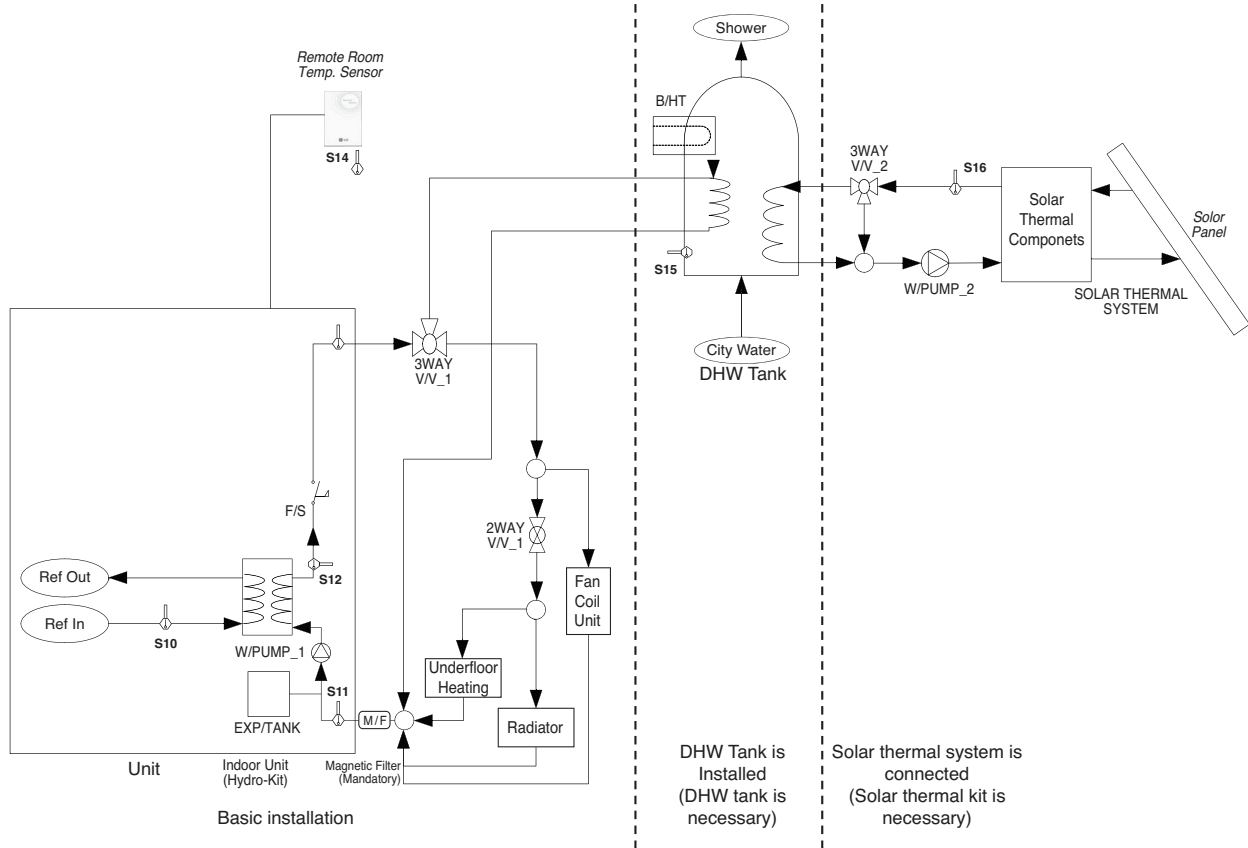 Shower
Remote Room
Temp. Sensor
S14
B/HT
3WAY
V/V_2
S16
Solar
Thermal
Componets
Solor
Panel
S15
W/PUMP_2
SOLAR THERMAL
SYSTEM
City Water
DHW Tank
3WAY
V/V_1
F/S
2WAY
V/V_1
Ref Out
S12
Fan
Coil
Unit
Ref In
S10
W/PUMP_1
Underfloor
Heating
S11
EXP/TANK
M/F
Radiator
Unit
Indoor Unit
(Hydro-Kit)
Magnetic Filter
(Mandatory)
Basic installation
DHW Tank is
Installed
(DHW tank is
necessary)
Solar thermal system is
connected
(Solar thermal kit is
necessary)